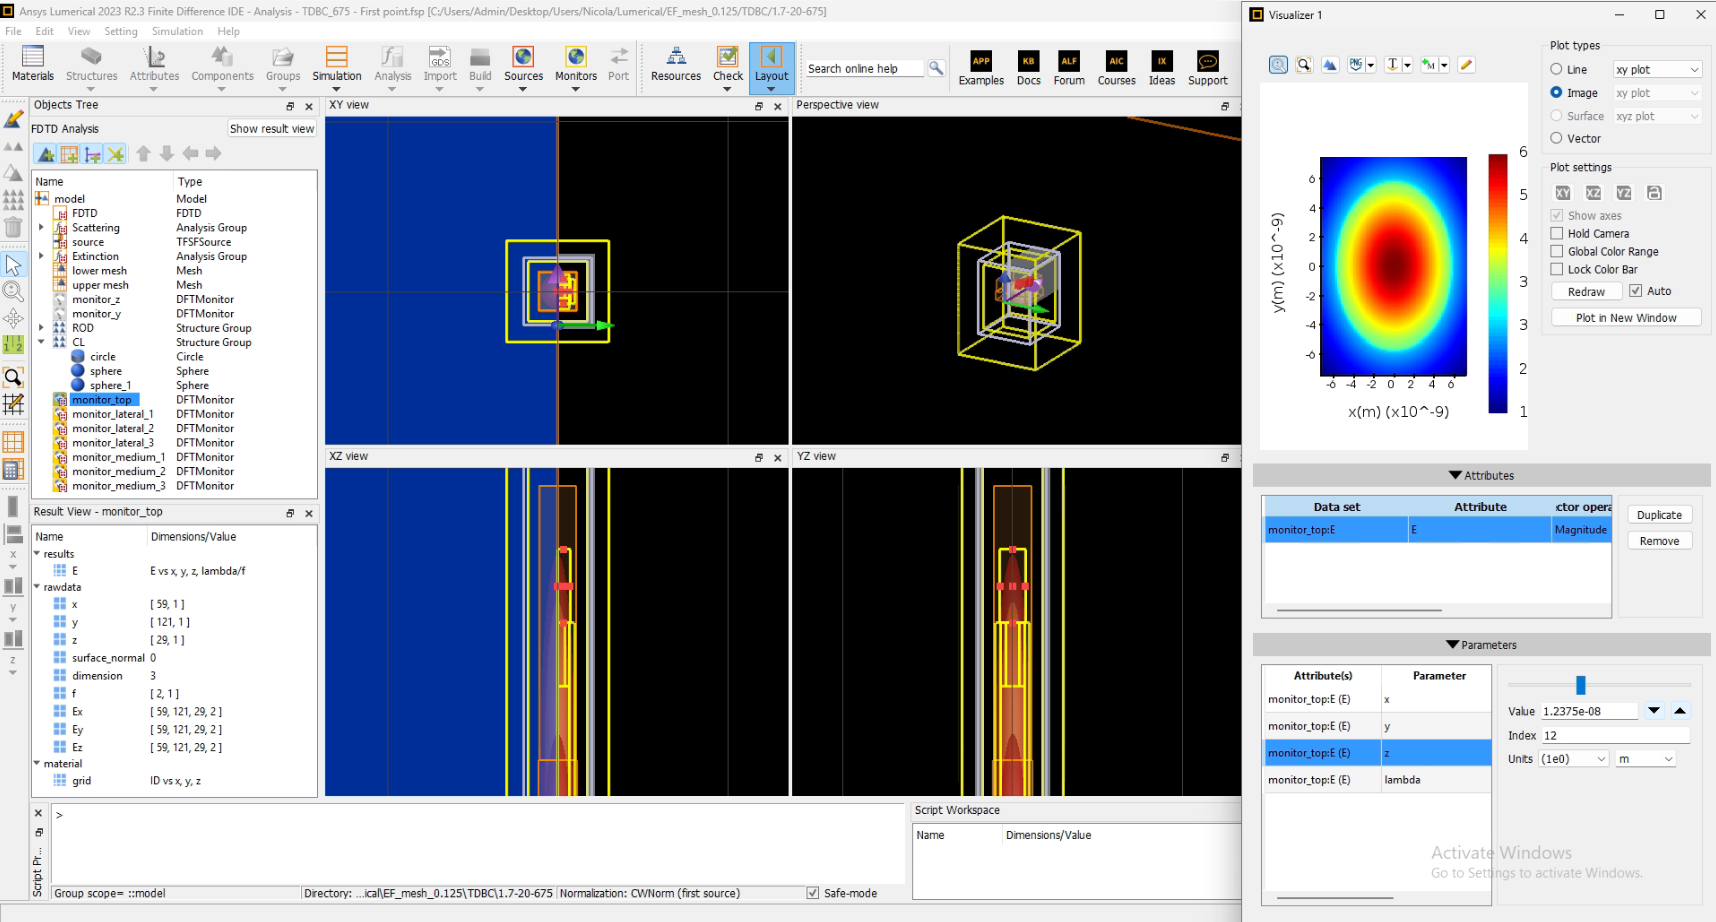 Ansys Lumerical 2023 R2.3 Finite Difference IDE - Analysis - TDBC_675 - First point.fsp [C:/Users/Admin/Desktop/Users/Nicola/Lumerical/EF_mesh_0.125/TDBC/1.7-20-675]
File Edit View Setting Simulation Help
Materials Structures Attributes Components Groups Simulation Analysis Import Build Sources Monitors Port Resources Check Layout
GDS
Search online help
APP KB ALF AIC IX
Examples Docs Forum Courses Ideas Support
Objects Tree
FDTD Analysis
Show result view
Name Type
model Model
FDTD FDTD
Scattering Analysis Group
source TFSFSource
Extinction Analysis Group
lower mesh Mesh
upper mesh Mesh
monitor_z DFTMonitor
monitor_y DFTMonitor
ROD Structure Group
CL Structure Group
circle Circle
sphere Sphere
sphere_1 Sphere
monitor_top DFTMonitor
monitor_lateral_1 DFTMonitor
monitor_lateral_2 DFTMonitor
monitor_lateral_3 DFTMonitor
monitor_medium_1 DFTMonitor
monitor_medium_2 DFTMonitor
monitor_medium_3 DFTMonitor
Result View - monitor_top
Name Dimensions/Value
results
E E vs x, y, z, lambda/f
rawdata
x [ 59, 1 ]
y [ 121, 1 ]
z [ 29, 1 ]
surface_normal 0
dimension 3
f [ 2, 1 ]
Ex [ 59, 121, 29, 2 ]
Ey [ 59, 121, 29, 2 ]
Ez [ 59, 121, 29, 2 ]
material
grid ID vs x, y, z
x
y
z
XY view
Perspective view
XZ view
YZ view
Script Pr...
>
Script Workspace
Name Dimensions/Value
Group scope= ::model
Directory: ...ical\EF_mesh_0.125\TDBC\1.7-20-675
Normalization: CWNorm (first source)
Safe-mode
Visualizer 1
PNG T M
y(m) (x10^-9)
6
4
2
0
-2
-4
-6
-6 -4 -2 0 2 4 6
x(m) (x10^-9)
6
5
4
3
3
2
1
Plot types
Line xy plot
Image xy plot
Surface xyz plot
Vector
Plot settings
XY XZ YZ
Show axes
Hold Camera
Global Color Range
Lock Color Bar
Redraw Auto
Plot in New Window
Attributes
Data set Attribute ctor opera
monitor_top:E E Magnitude
Duplicate
Remove
Parameters
Attribute(s) Parameter
monitor_top:E (E) x
monitor_top:E (E) y
monitor_top:E (E) z
monitor_top:E (E) lambda
Value 1.2375e-08
Index 12
Units (1e0) m
Activate Windows
Go to Settings to activate Windows.